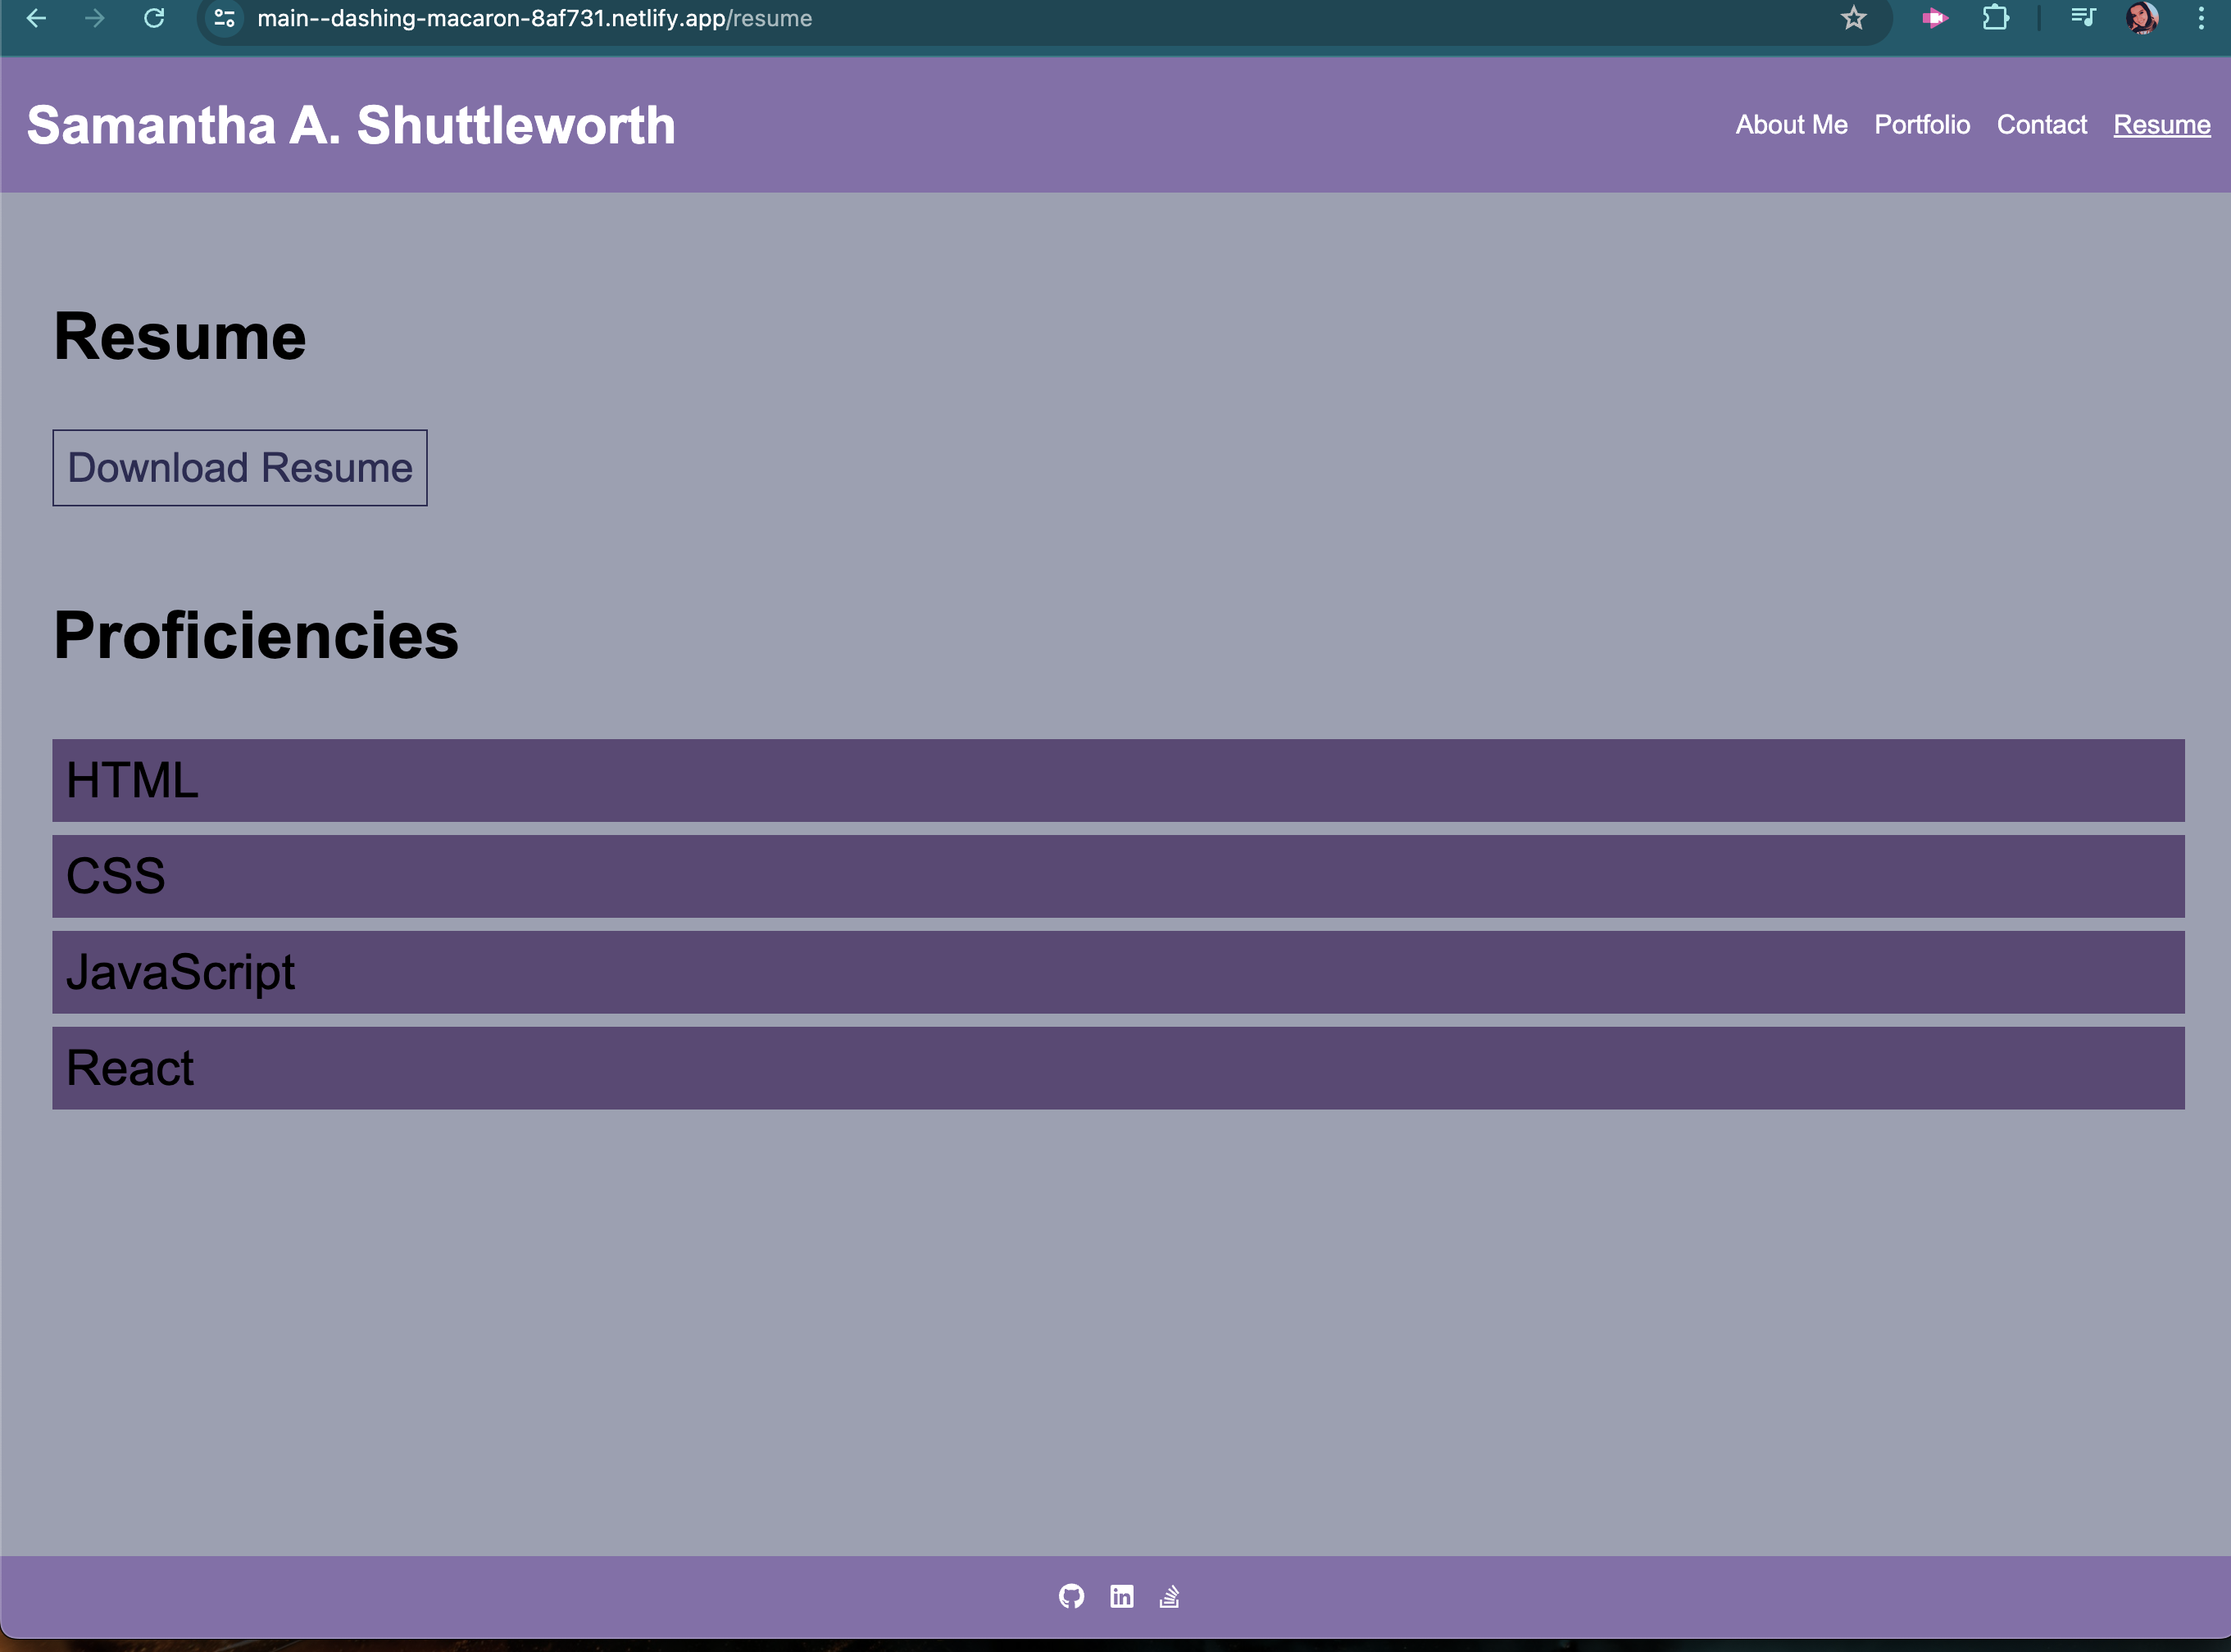 main--dashing-macaron-8af731.netlify.app/resume
Samantha A. Shuttleworth
About Me Portfolio Contact Resume
Resume
Download Resume
Proficiencies
HTML
CSS
JavaScript
React
in